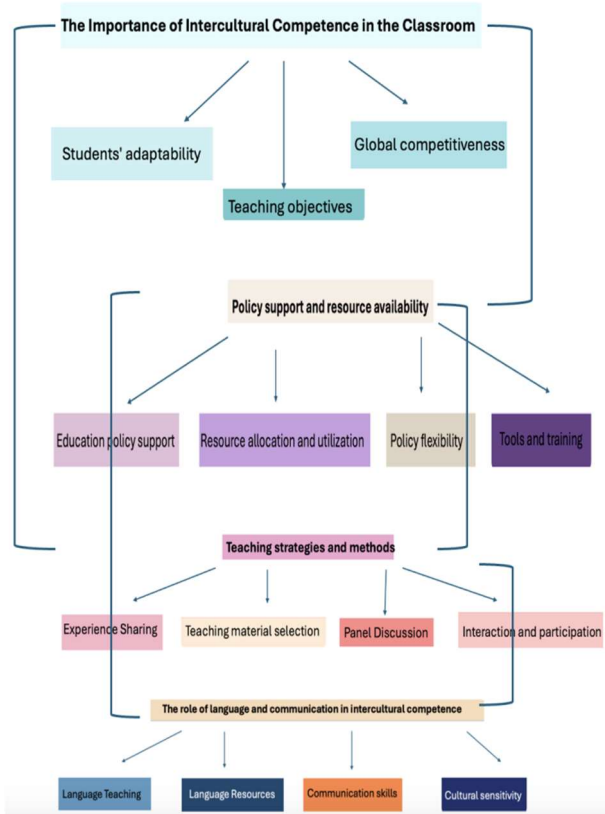 The Importance of Intercultural Competence in the Classroom
Students' adaptability
Global competitiveness
Teaching objectives
Policy support and resource availability
Education policy support
Resource allocation and utilization
Policy flexibility
Tools and training
Teaching strategies and methods
Experience Sharing
Teaching material selection
Panel Discussion
Interaction and participation
The role of language and communication in intercultural competence
Language Teaching
Language Resources
Communication skills
Cultural sensitivity